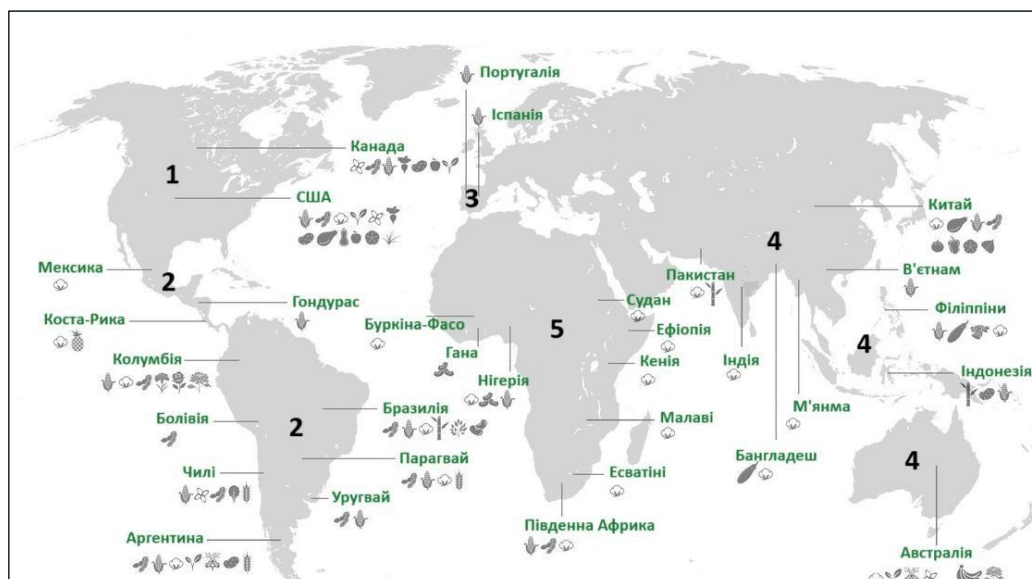 Португалія
Іспанія
Канада
1
США
3
Китай
4
Мексика
2
Пакистан
В'єтнам
Гондурас
Судан
Коста-Рика
Буркіна-Фасо
5
Ефіопія
Філіппіни
Колумбія
Гана
Кенія
Індія
4
Нігерія
Індонезія
Болівія
2
Бразилія
Малаві
М'янма
Чилі
Парагвай
Есватіні
Бангладеш
4
Уругвай
Південна Африка
Аргентина
Австралія